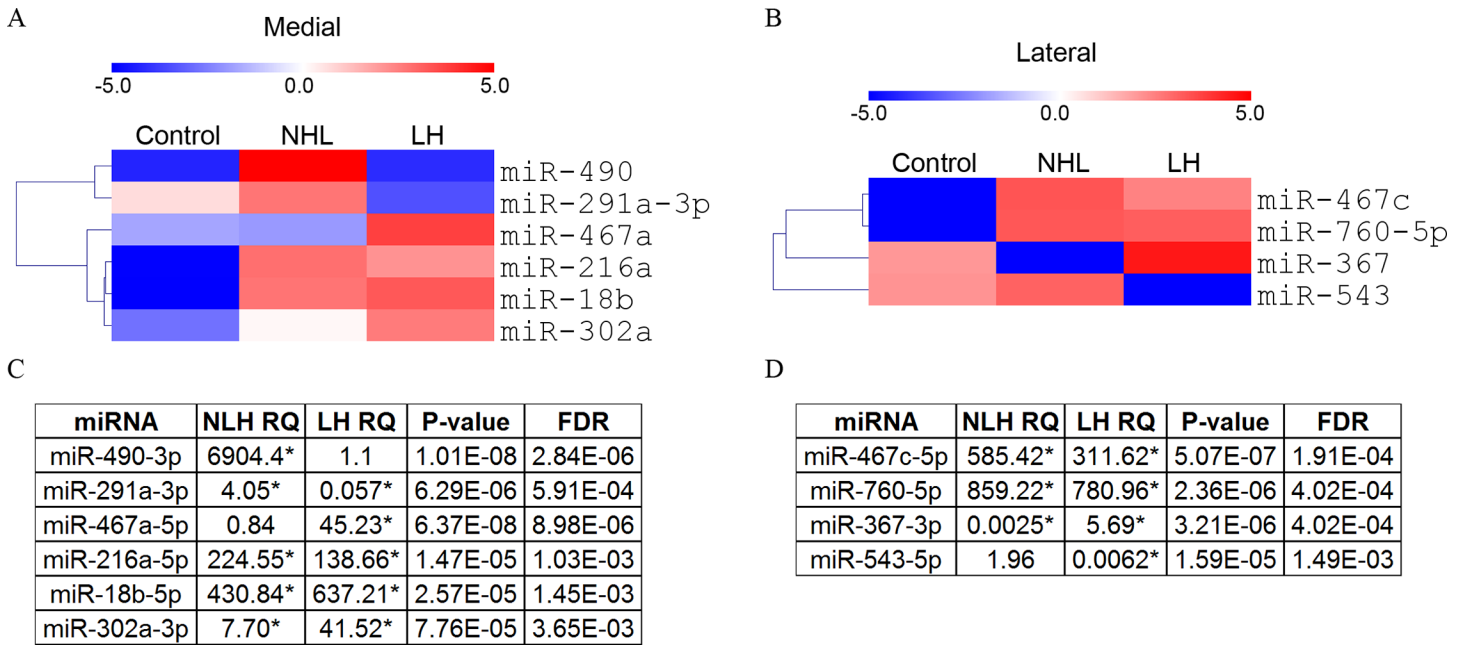 A
Medial
-5.0 0.0 5.0
Control NHL LH
miR-490
miR-291a-3p
miR-467a
miR-216a
miR-18b
miR-302a
B
Lateral
-5.0 0.0 5.0
Control NHL LH
miR-467c
miR-760-5p
miR-367
miR-543
C
miRNA NLH RQ LH RQ P-value FDR
miR-490-3p 6904.4* 1.1 1.01E-08 2.84E-06
miR-291a-3p 4.05* 0.057* 6.29E-06 5.91E-04
miR-467a-5p 0.84 45.23* 6.37E-08 8.98E-06
miR-216a-5p 224.55* 138.66* 1.47E-05 1.03E-03
miR-18b-5p 430.84* 637.21* 2.57E-05 1.45E-03
miR-302a-3p 7.70* 41.52* 7.76E-05 3.65E-03
D
miRNA NLH RQ LH RQ P-value FDR
miR-467c-5p 585.42* 311.62* 5.07E-07 1.91E-04
miR-760-5p 859.22* 780.96* 2.36E-06 4.02E-04
miR-367-3p 0.0025* 5.69* 3.21E-06 4.02E-04
miR-543-5p 1.96 0.0062* 1.59E-05 1.49E-03